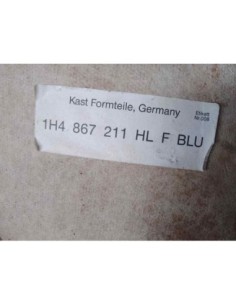 Kast Formteile, Germany
1H4 867 211 HL F BLU